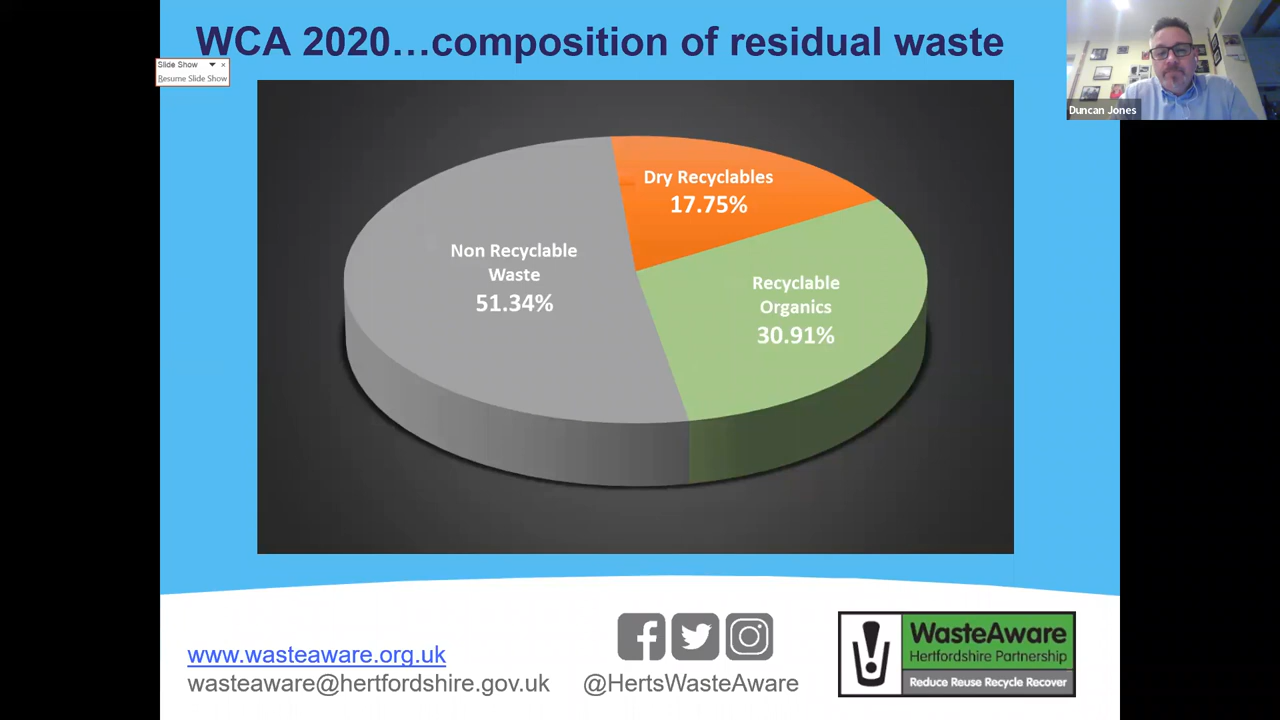 WCA 2020…composition of residual waste
Slide Show
Resume Slide Show
Duncan Jones
Dry Recyclables
17.75%
Non Recyclable
Waste
51.34%
Recyclable
Organics
30.91%
www.wasteaware.org.uk
wasteaware@hertfordshire.gov.uk
@HertsWasteAware
WasteAware
Hertfordshire Partnership
Reduce Reuse Recycle Recover